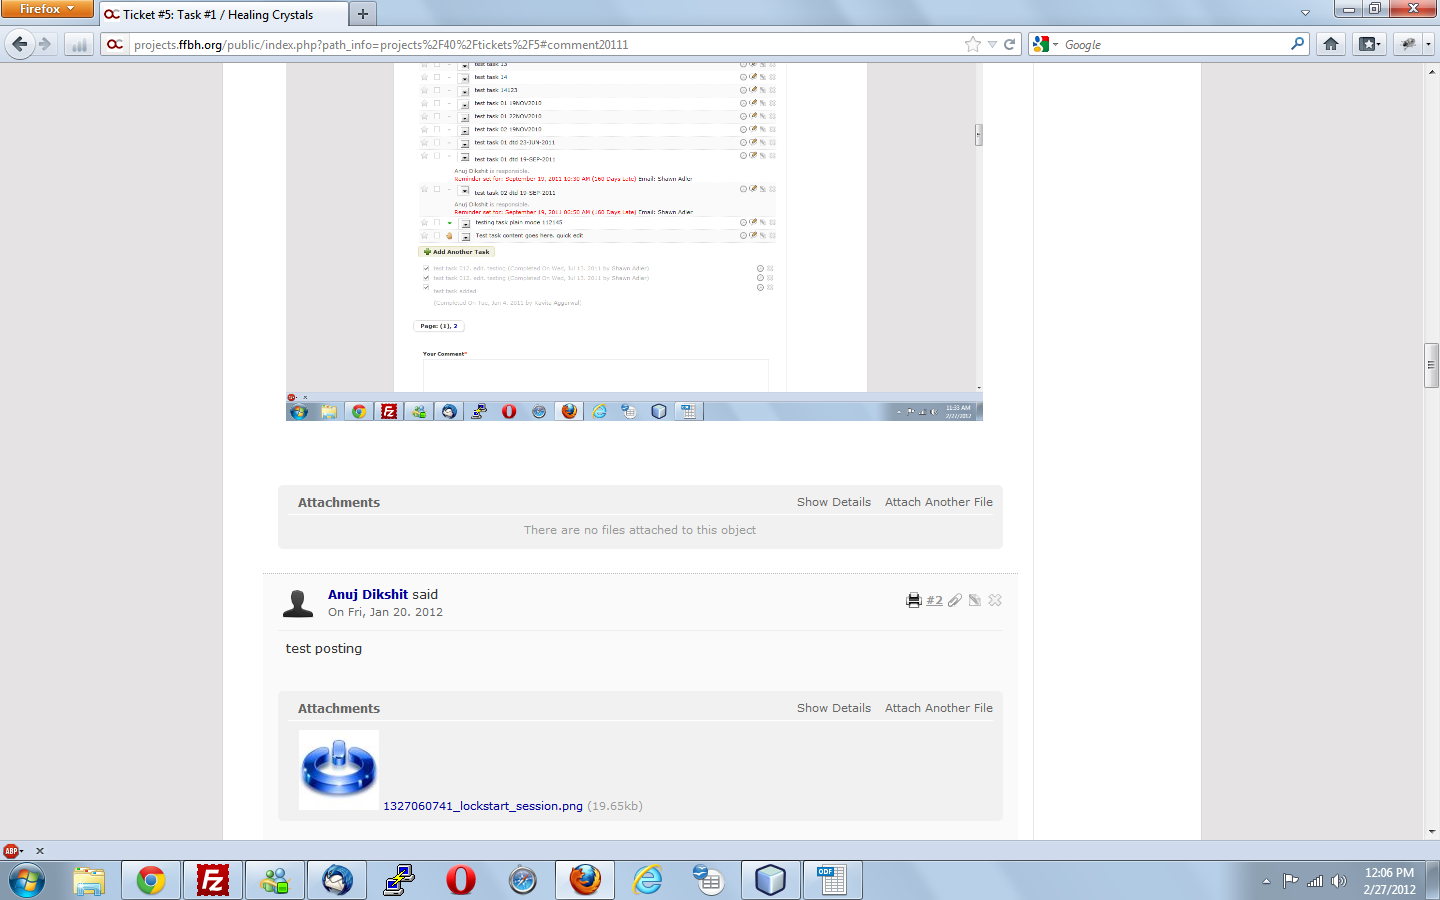 Firefox
Ticket #5: Task #1 / Healing Crystals
projects.ffbh.org/public/index.php?path_info=projects%2F40%2Ftickets%2F5#comment20111
Google
test task 13
test task 14
test task 14123
test task 01 19NOV2010
test task 01 22NOV2010
test task 02 19NOV2010
test task 01 dtd 23-JUN-2011
test task 01 dtd 19-SEP-2011
Anuj Dikshit is responsible.
Reminder set for: September 19, 2011 10:30 AM (160 Days Late) Email: Shawn Adler
test task 02 dtd 19-SEP-2011
Anuj Dikshit is responsible.
Reminder set for: September 19, 2011 06:50 AM (160 Days Late) Email: Shawn Adler
testing task plain mode 112145
Test task content goes here. quick edit
Add Another Task
test task 012. edit. testing (Completed On Wed, Jul 13, 2011 by Shawn Adler)
test task 012. edit. testing (Completed On Wed, Jul 13, 2011 by Shawn Adler)
test task added
(Completed On Tue, Jan 4, 2011 by Kavita Aggarwal)
Page: (1), 2
Your Comment*
11:33 AM
2/27/2012
Attachments Show Details Attach Another File
There are no files attached to this object
Anuj Dikshit said
#2
On Fri, Jan 20. 2012
test posting
Attachments Show Details Attach Another File
1327060741_lockstart_session.png (19.65kb)
ABP
12:06 PM
2/27/2012